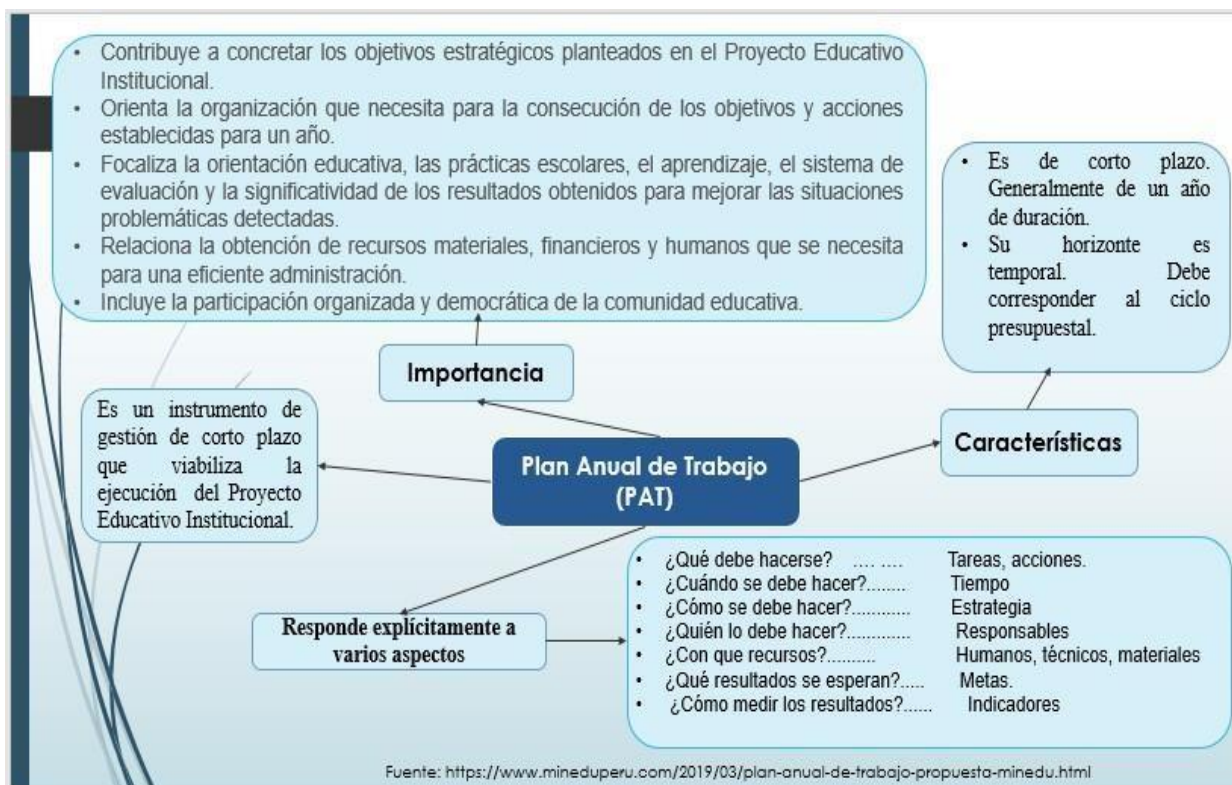 • Contribuye a concretar los objetivos estratégicos planteados en el Proyecto Educativo
Institucional.
• Orienta la organización que necesita para la consecución de los objetivos y acciones
establecidas para un año.
• Focaliza la orientación educativa, las prácticas escolares, el aprendizaje, el sistema de
evaluación y la significatividad de los resultados obtenidos para mejorar las situaciones
problemáticas detectadas.
• Relaciona la obtención de recursos materiales, financieros y humanos que se necesita
para una eficiente administración.
• Incluye la participación organizada y democrática de la comunidad educativa.
• Es de corto plazo.
Generalmente de un año
de duración.
• Su horizonte es
temporal. Debe
corresponder al ciclo
presupuestal.
Importancia
Es un instrumento de
gestión de corto plazo
que viabiliza la
ejecución del Proyecto
Educativo Institucional.
Plan Anual de Trabajo
(PAT)
Características
Responde explícitamente a
varios aspectos
• ¿Qué debe hacerse? .... .... Tareas, acciones.
• ¿Cuándo se debe hacer?........ Tiempo
• ¿Cómo se debe hacer?............ Estrategia
• ¿Quién lo debe hacer?............. Responsables
• ¿Con que recursos?.......... Humanos, técnicos, materiales
• ¿Qué resultados se esperan?..... Metas.
• ¿Cómo medir los resultados?...... Indicadores
Fuente: https://www.mineduperu.com/2019/03/plan-anual-de-trabajo-propuesta-minedu.html